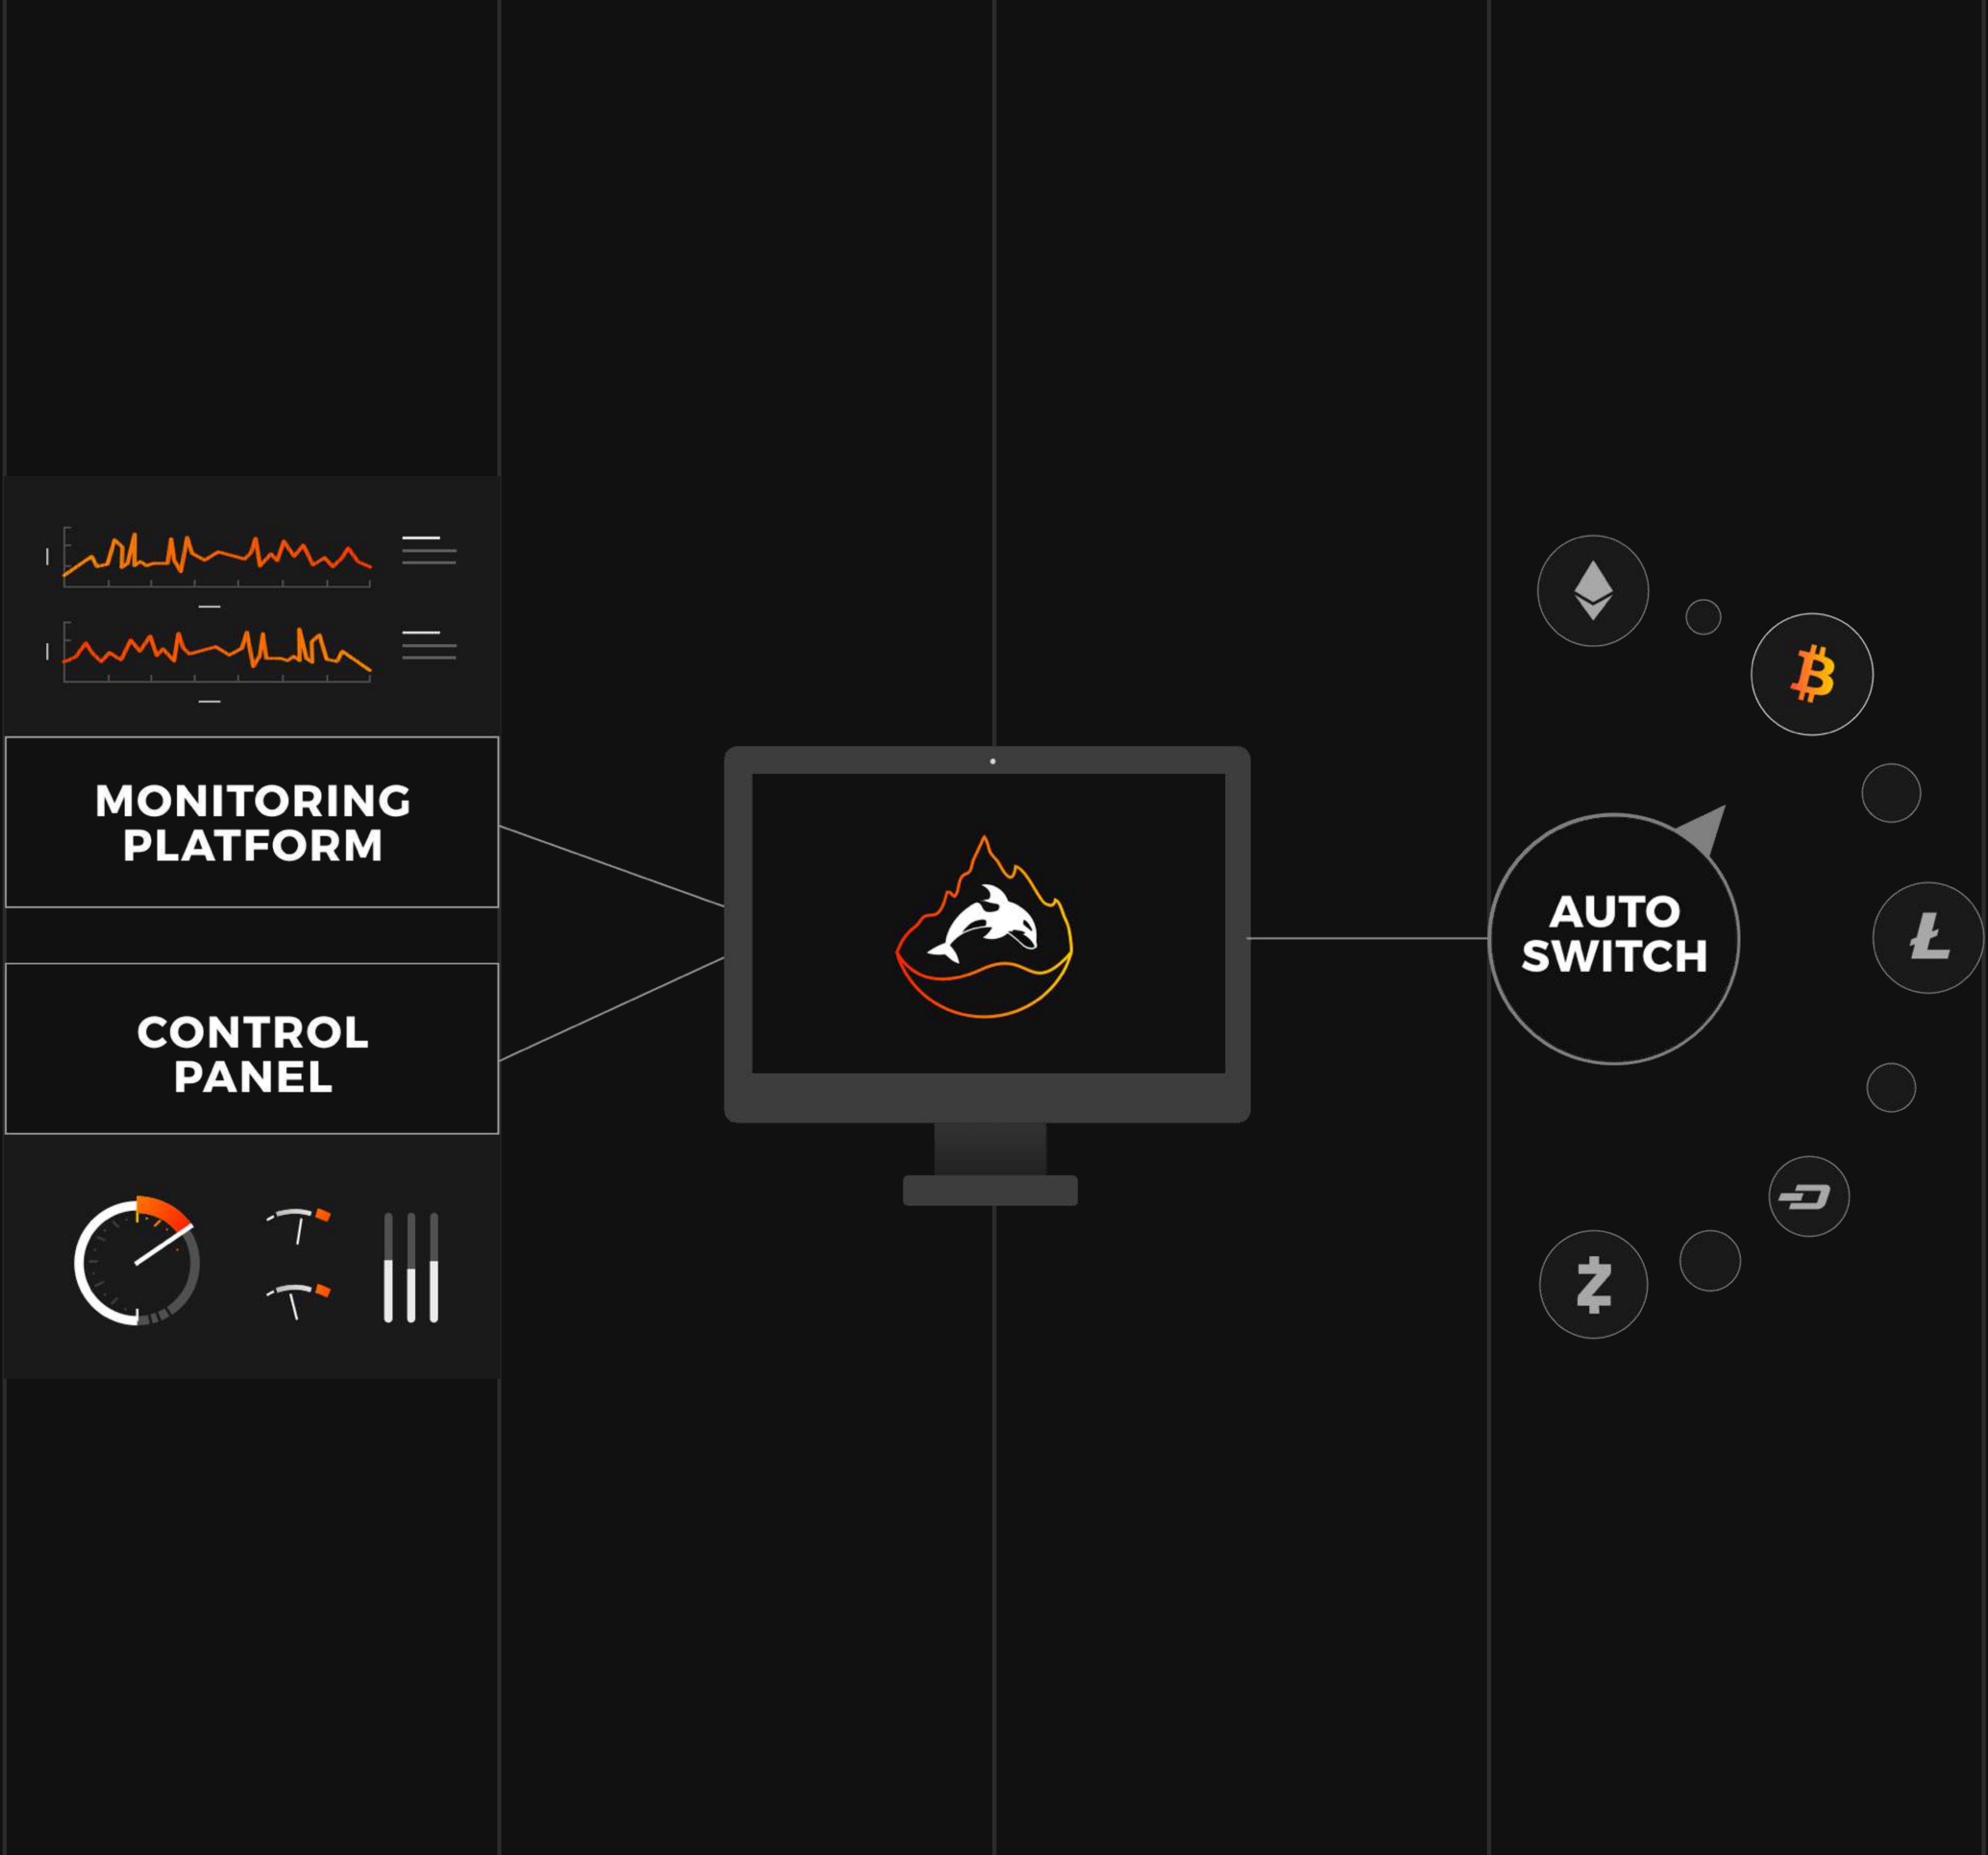 MONITORING
PLATFORM
CONTROL
PANEL
AUTO
SWITCH